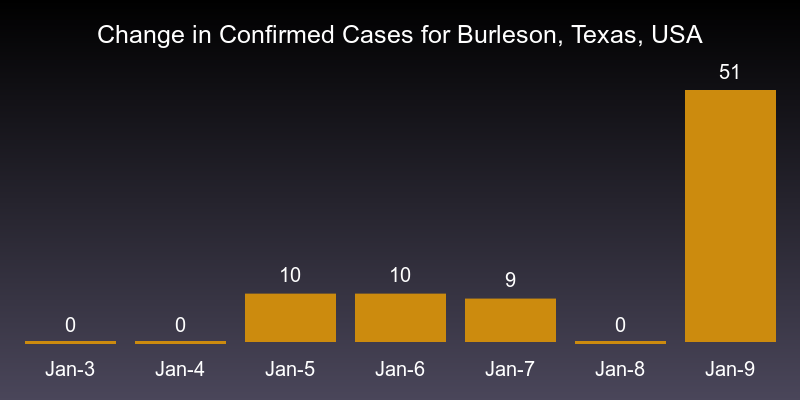 Change in Confirmed Cases for Burleson, Texas, USA
51
10 10 9
0 0 0
Jan-3 Jan-4 Jan-5 Jan-6 Jan-7 Jan-8 Jan-9